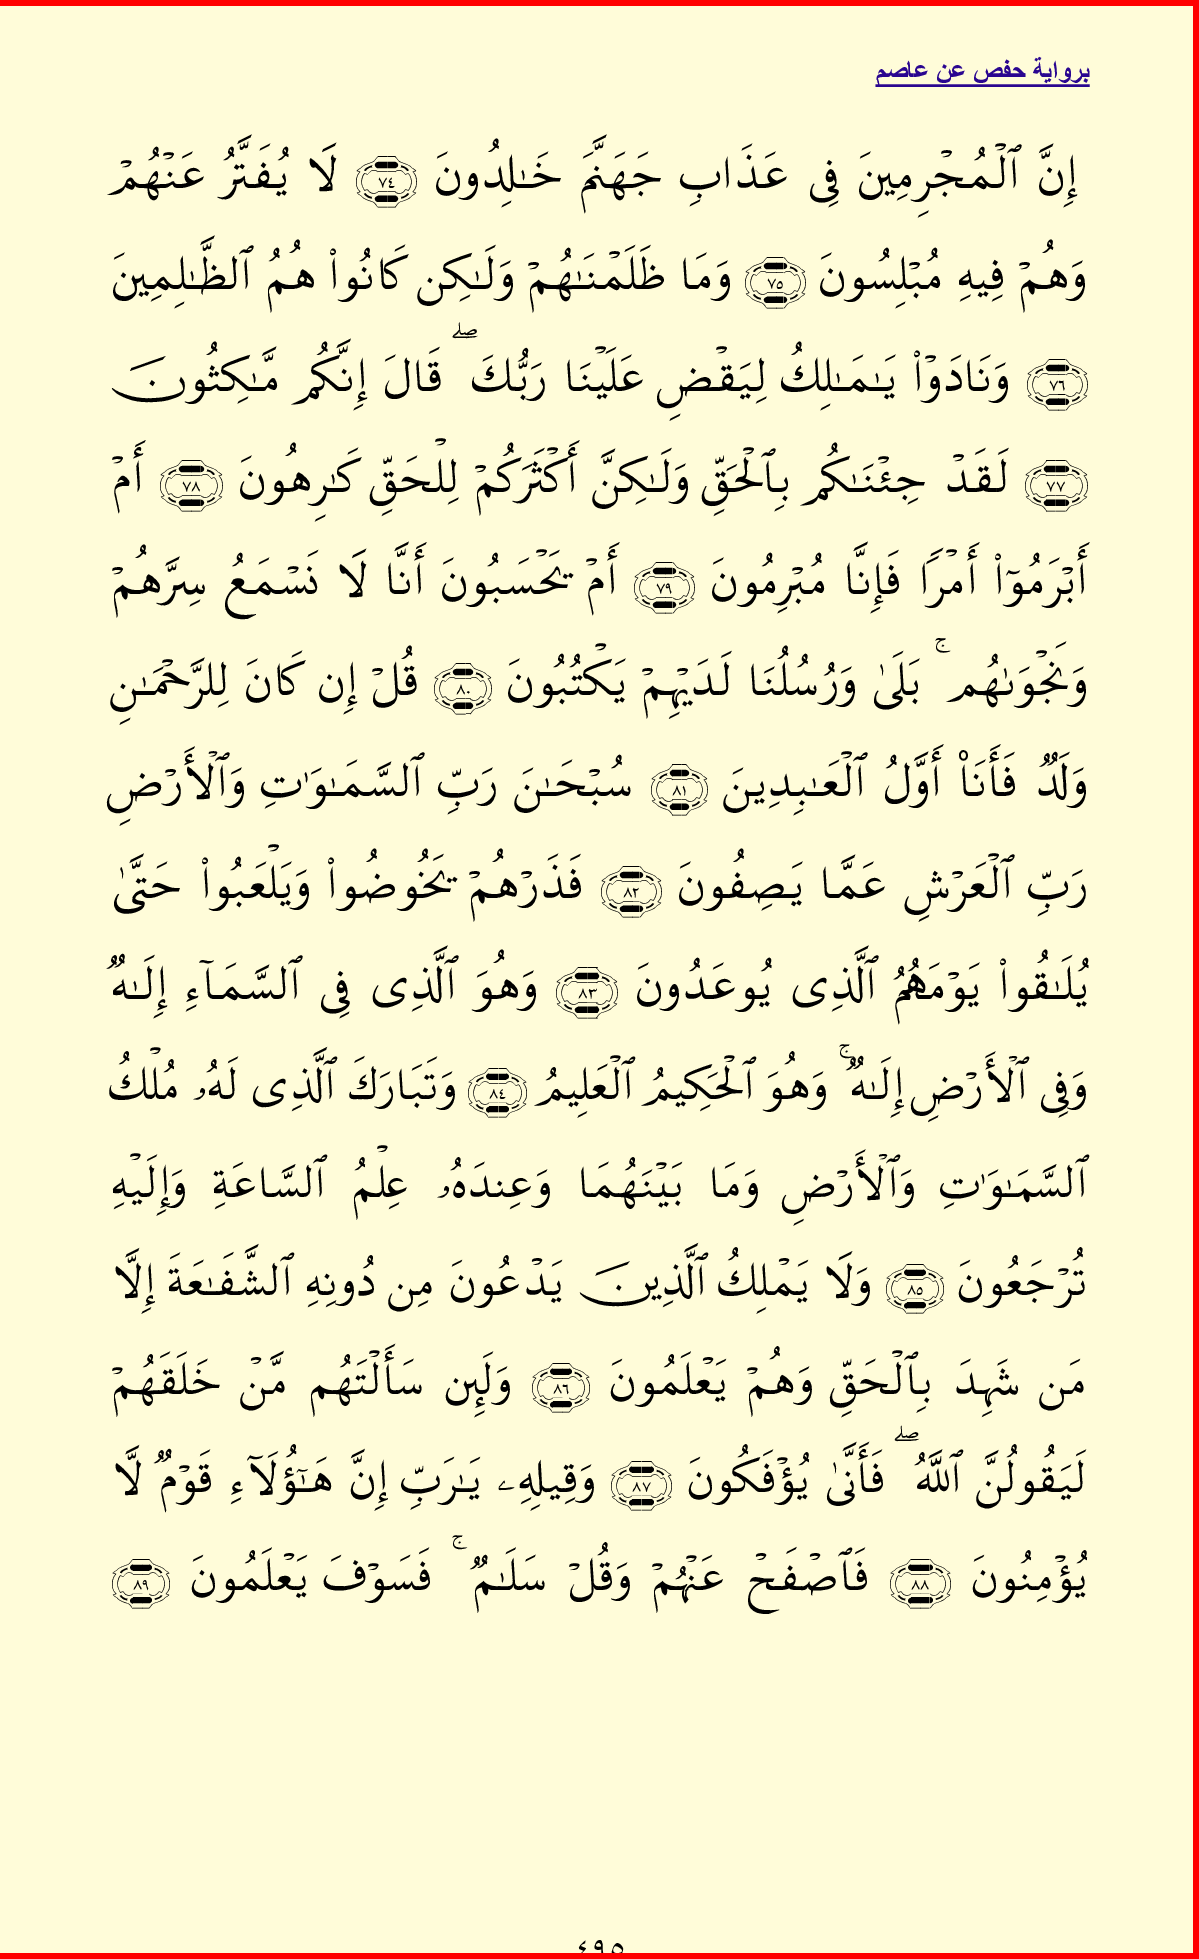 برواية حفص عن عاصم
إِنَّ ٱلْمُجْرِمِينَ فِى عَذَابِ جَهَنَّمَ خَـٰلِدُونَ ٧٤ لَا يُفَتَّرُ عَنْهُمْ
وَهُمْ فِيهِ مُبْلِسُونَ ٧٥ وَمَا ظَلَمْنَـٰهُمْ وَلَـٰكِن كَانُوا۟ هُمُ ٱلظَّـٰلِمِينَ
٧٦ وَنَادَوْا۟ يَـٰمَـٰلِكُ لِيَقْضِ عَلَيْنَا رَبُّكَ ۖ قَالَ إِنَّكُم مَّـٰكِثُونَ
٧٧ لَقَدْ جِئْنَـٰكُم بِٱلْحَقِّ وَلَـٰكِنَّ أَكْثَرَكُمْ لِلْحَقِّ كَـٰرِهُونَ ٧٨ أَمْ
أَبْرَمُوٓا۟ أَمْرًا فَإِنَّا مُبْرِمُونَ ٧٩ أَمْ يَحْسَبُونَ أَنَّا لَا نَسْمَعُ سِرَّهُمْ
وَنَجْوَىٰهُم ۚ بَلَىٰ وَرُسُلُنَا لَدَيْهِمْ يَكْتُبُونَ ٨٠ قُلْ إِن كَانَ لِلرَّحْمَـٰنِ
وَلَدٌ فَأَنَا۠ أَوَّلُ ٱلْعَـٰبِدِينَ ٨١ سُبْحَـٰنَ رَبِّ ٱلسَّمَـٰوَٰتِ وَٱلْأَرْضِ
رَبِّ ٱلْعَرْشِ عَمَّا يَصِفُونَ ٨٢ فَذَرْهُمْ يَخُوضُوا۟ وَيَلْعَبُوا۟ حَتَّىٰ
يُلَـٰقُوا۟ يَوْمَهُمُ ٱلَّذِى يُوعَدُونَ ٨٣ وَهُوَ ٱلَّذِى فِى ٱلسَّمَآءِ إِلَـٰهٌ
وَفِى ٱلْأَرْضِ إِلَـٰهٌ ۚ وَهُوَ ٱلْحَكِيمُ ٱلْعَلِيمُ ٨٤ وَتَبَارَكَ ٱلَّذِى لَهُۥ مُلْكُ
ٱلسَّمَـٰوَٰتِ وَٱلْأَرْضِ وَمَا بَيْنَهُمَا وَعِندَهُۥ عِلْمُ ٱلسَّاعَةِ وَإِلَيْهِ
تُرْجَعُونَ ٨٥ وَلَا يَمْلِكُ ٱلَّذِينَ يَدْعُونَ مِن دُونِهِ ٱلشَّفَـٰعَةَ إِلَّا
مَن شَهِدَ بِٱلْحَقِّ وَهُمْ يَعْلَمُونَ ٨٦ وَلَئِن سَأَلْتَهُم مَّنْ خَلَقَهُمْ
لَيَقُولُنَّ ٱللَّهُ ۖ فَأَنَّىٰ يُؤْفَكُونَ ٨٧ وَقِيلِهِۦ يَـٰرَبِّ إِنَّ هَـٰٓؤُلَآءِ قَوْمٌ لَّا
يُؤْمِنُونَ ٨٨ فَٱصْفَحْ عَنْهُمْ وَقُلْ سَلَـٰمٌ ۚ فَسَوْفَ يَعْلَمُونَ ٨٩
٤٩٥